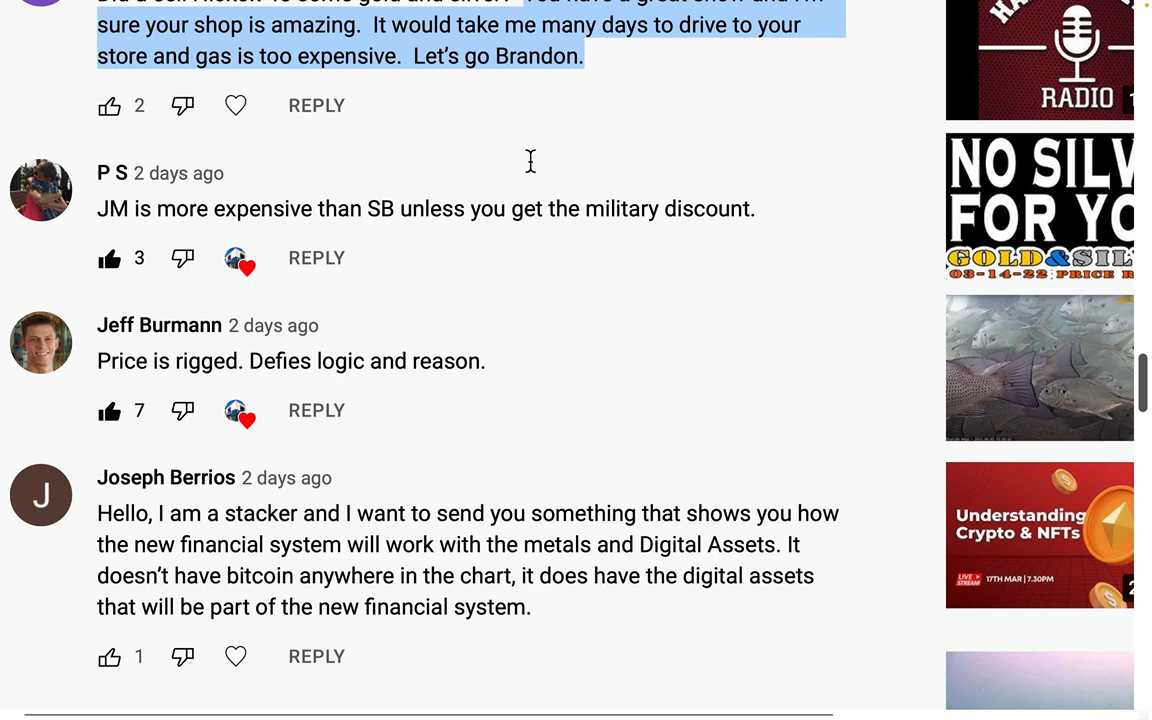 sure your shop is amazing.  It would take me many days to drive to your
store and gas is too expensive.  Let’s go Brandon.
2
REPLY
P S 2 days ago
JM is more expensive than SB unless you get the military discount.
3
REPLY
Jeff Burmann 2 days ago
Price is rigged. Defies logic and reason.
7
REPLY
J
Joseph Berrios 2 days ago
Hello, I am a stacker and I want to send you something that shows you how
the new financial system will work with the metals and Digital Assets. It
doesn’t have bitcoin anywhere in the chart, it does have the digital assets
that will be part of the new financial system.
1
REPLY
RADIO
NO SILV
FOR YO
GOLD&SIL
03-14-22 PRICE R
Understanding
Crypto & NFTs
LIVE
STREAM
17TH MAR | 7.30PM